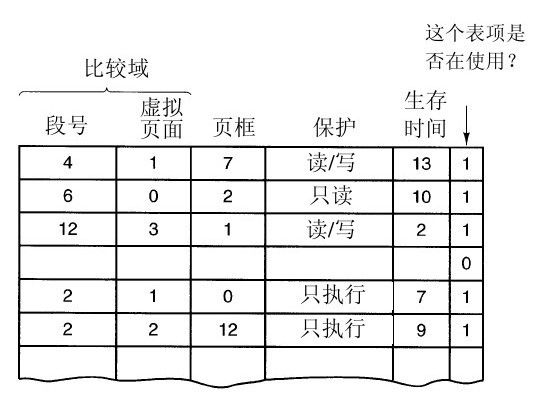 这个表项是
否在使用？
比较域
段号 虚拟页面 页框 保护 生存时间
4 1 7 读/写 13 1
6 0 2 只读 10 1
12 3 1 读/写 2 1
0
2 1 0 只执行 7 1
2 2 12 只执行 9 1